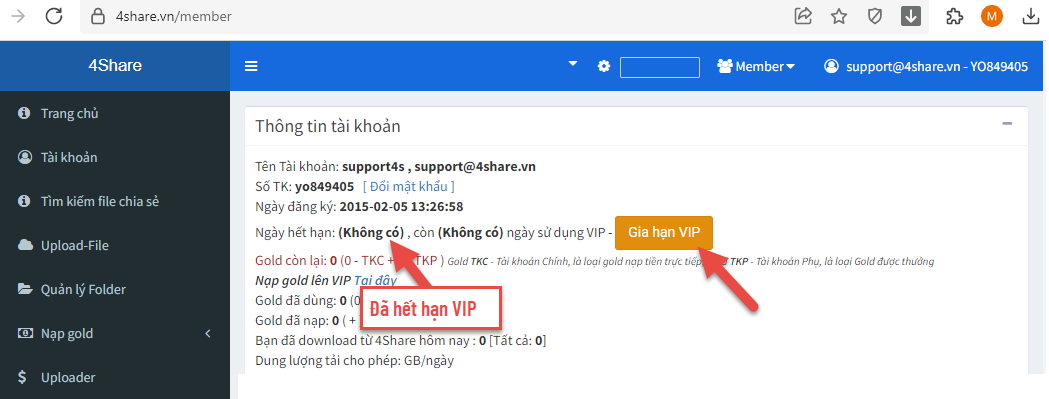 4share.vn/member
M
4Share
Member
support@4share.vn - YO849405
Trang chủ
Tài khoản
Tìm kiếm file chia sẻ
Upload-File
Quản lý Folder
Nạp gold
Uploader
Thông tin tài khoản
Tên Tài khoản: support4s , support@4share.vn
Số TK: yo849405 [ Đổi mật khẩu ]
Ngày đăng ký: 2015-02-05 13:26:58
Ngày hết hạn: (Không có) , còn (Không có) ngày sử dụng VIP - Gia hạn VIP
Gold còn lại: 0 (0 - TKC + TKP ) Gold TKC - Tài khoản Chính, là loại gold nạp tiền trực tiếp TKP - Tài khoản Phụ, là loại Gold được thưởng
Nạp gold lên VIP Tại đây
Gold đã dùng: 0 (0
Đã hết hạn VIP
Gold đã nạp: 0 ( +
Bạn đã download từ 4Share hôm nay : 0 [Tất cả: 0]
Dung lượng tải cho phép: GB/ngày